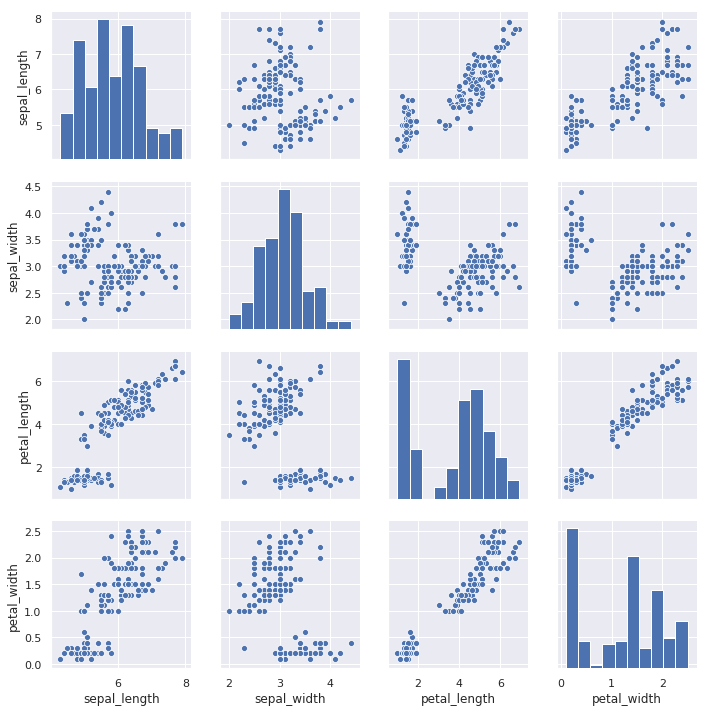 8
7
6
5
sepal_length
4.5
4.0
3.5
3.0
2.5
2.0
sepal_width
6
4
2
petal_length
2.5
2.0
1.5
1.0
0.5
0.0
petal_width
6 8
sepal_length
2 3 4
sepal_width
2 4 6
petal_length
0 1 2
petal_width